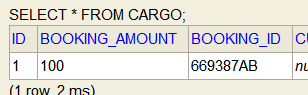 SELECT * FROM CARGO;
ID BOOKING_AMOUNT BOOKING_ID
1 100 669387AB
(1 row, 2 ms)